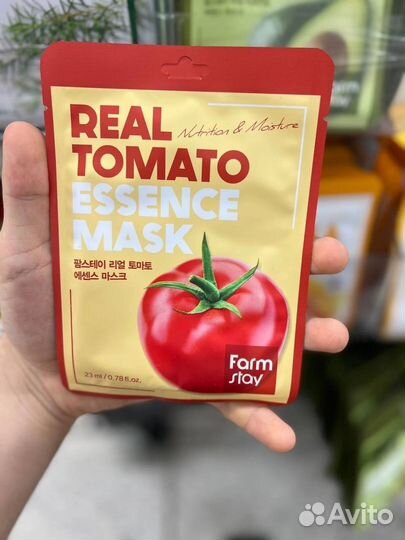 REAL
Nutrition & Moisture
TOMATO
ESSENCE
MASK
팜스테이 리얼 토마토
에센스 마스크
Farm
stay
23 ml / 0.78 fl.oz.
Avito